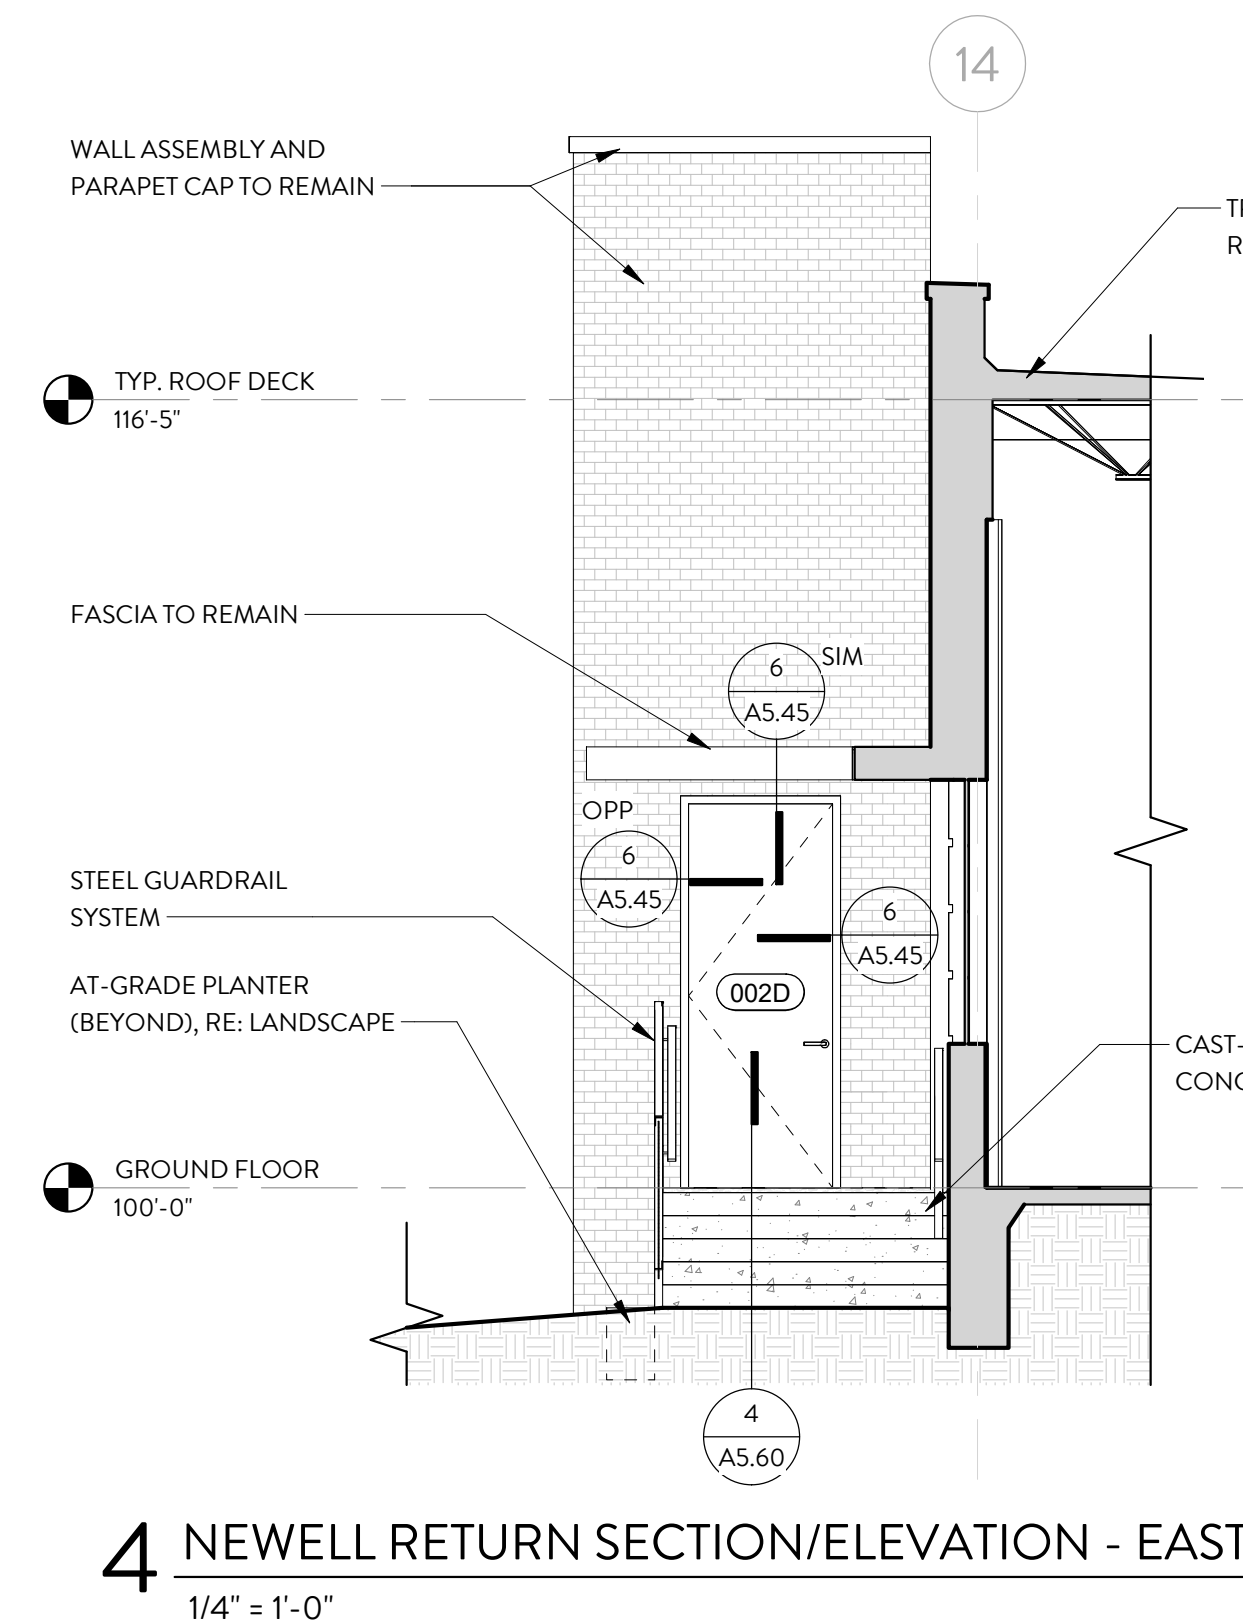 14
WALL ASSEMBLY AND
PARAPET CAP TO REMAIN
TYP. ROOF DECK
116'-5"
FASCIA TO REMAIN
6
SIM
A5.45
OPP
6
A5.45
6
A5.45
STEEL GUARDRAIL
SYSTEM
002D
AT-GRADE PLANTER
(BEYOND), RE: LANDSCAPE
CAST-
GROUND FLOOR
100'-0"
4
A5.60
4 NEWELL RETURN SECTION/ELEVATION - EAST
1/4" = 1'-0"